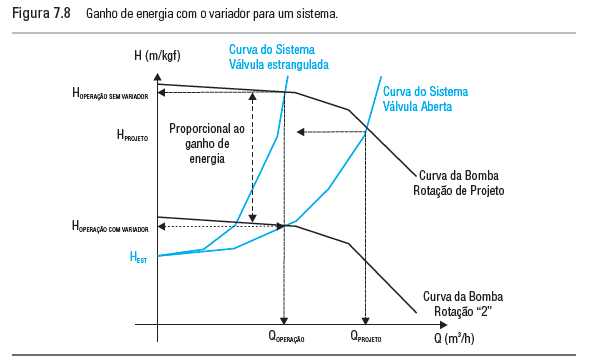 Figura 7.8 Ganho de energia com o variador para um sistema.
H (m/kgf)
Curva do Sistema
Válvula estrangulada
Curva do Sistema
Válvula Aberta
HOPERAÇÃO SEM VARIADOR
Proporcional ao
ganho de
energia
HPROJETO
Curva da Bomba
Rotação de Projeto
HOPERAÇÃO COM VARIADOR
HEST
Curva da Bomba
Rotação “2”
QOPERAÇÃO
QPROJETO
Q (m³/h)